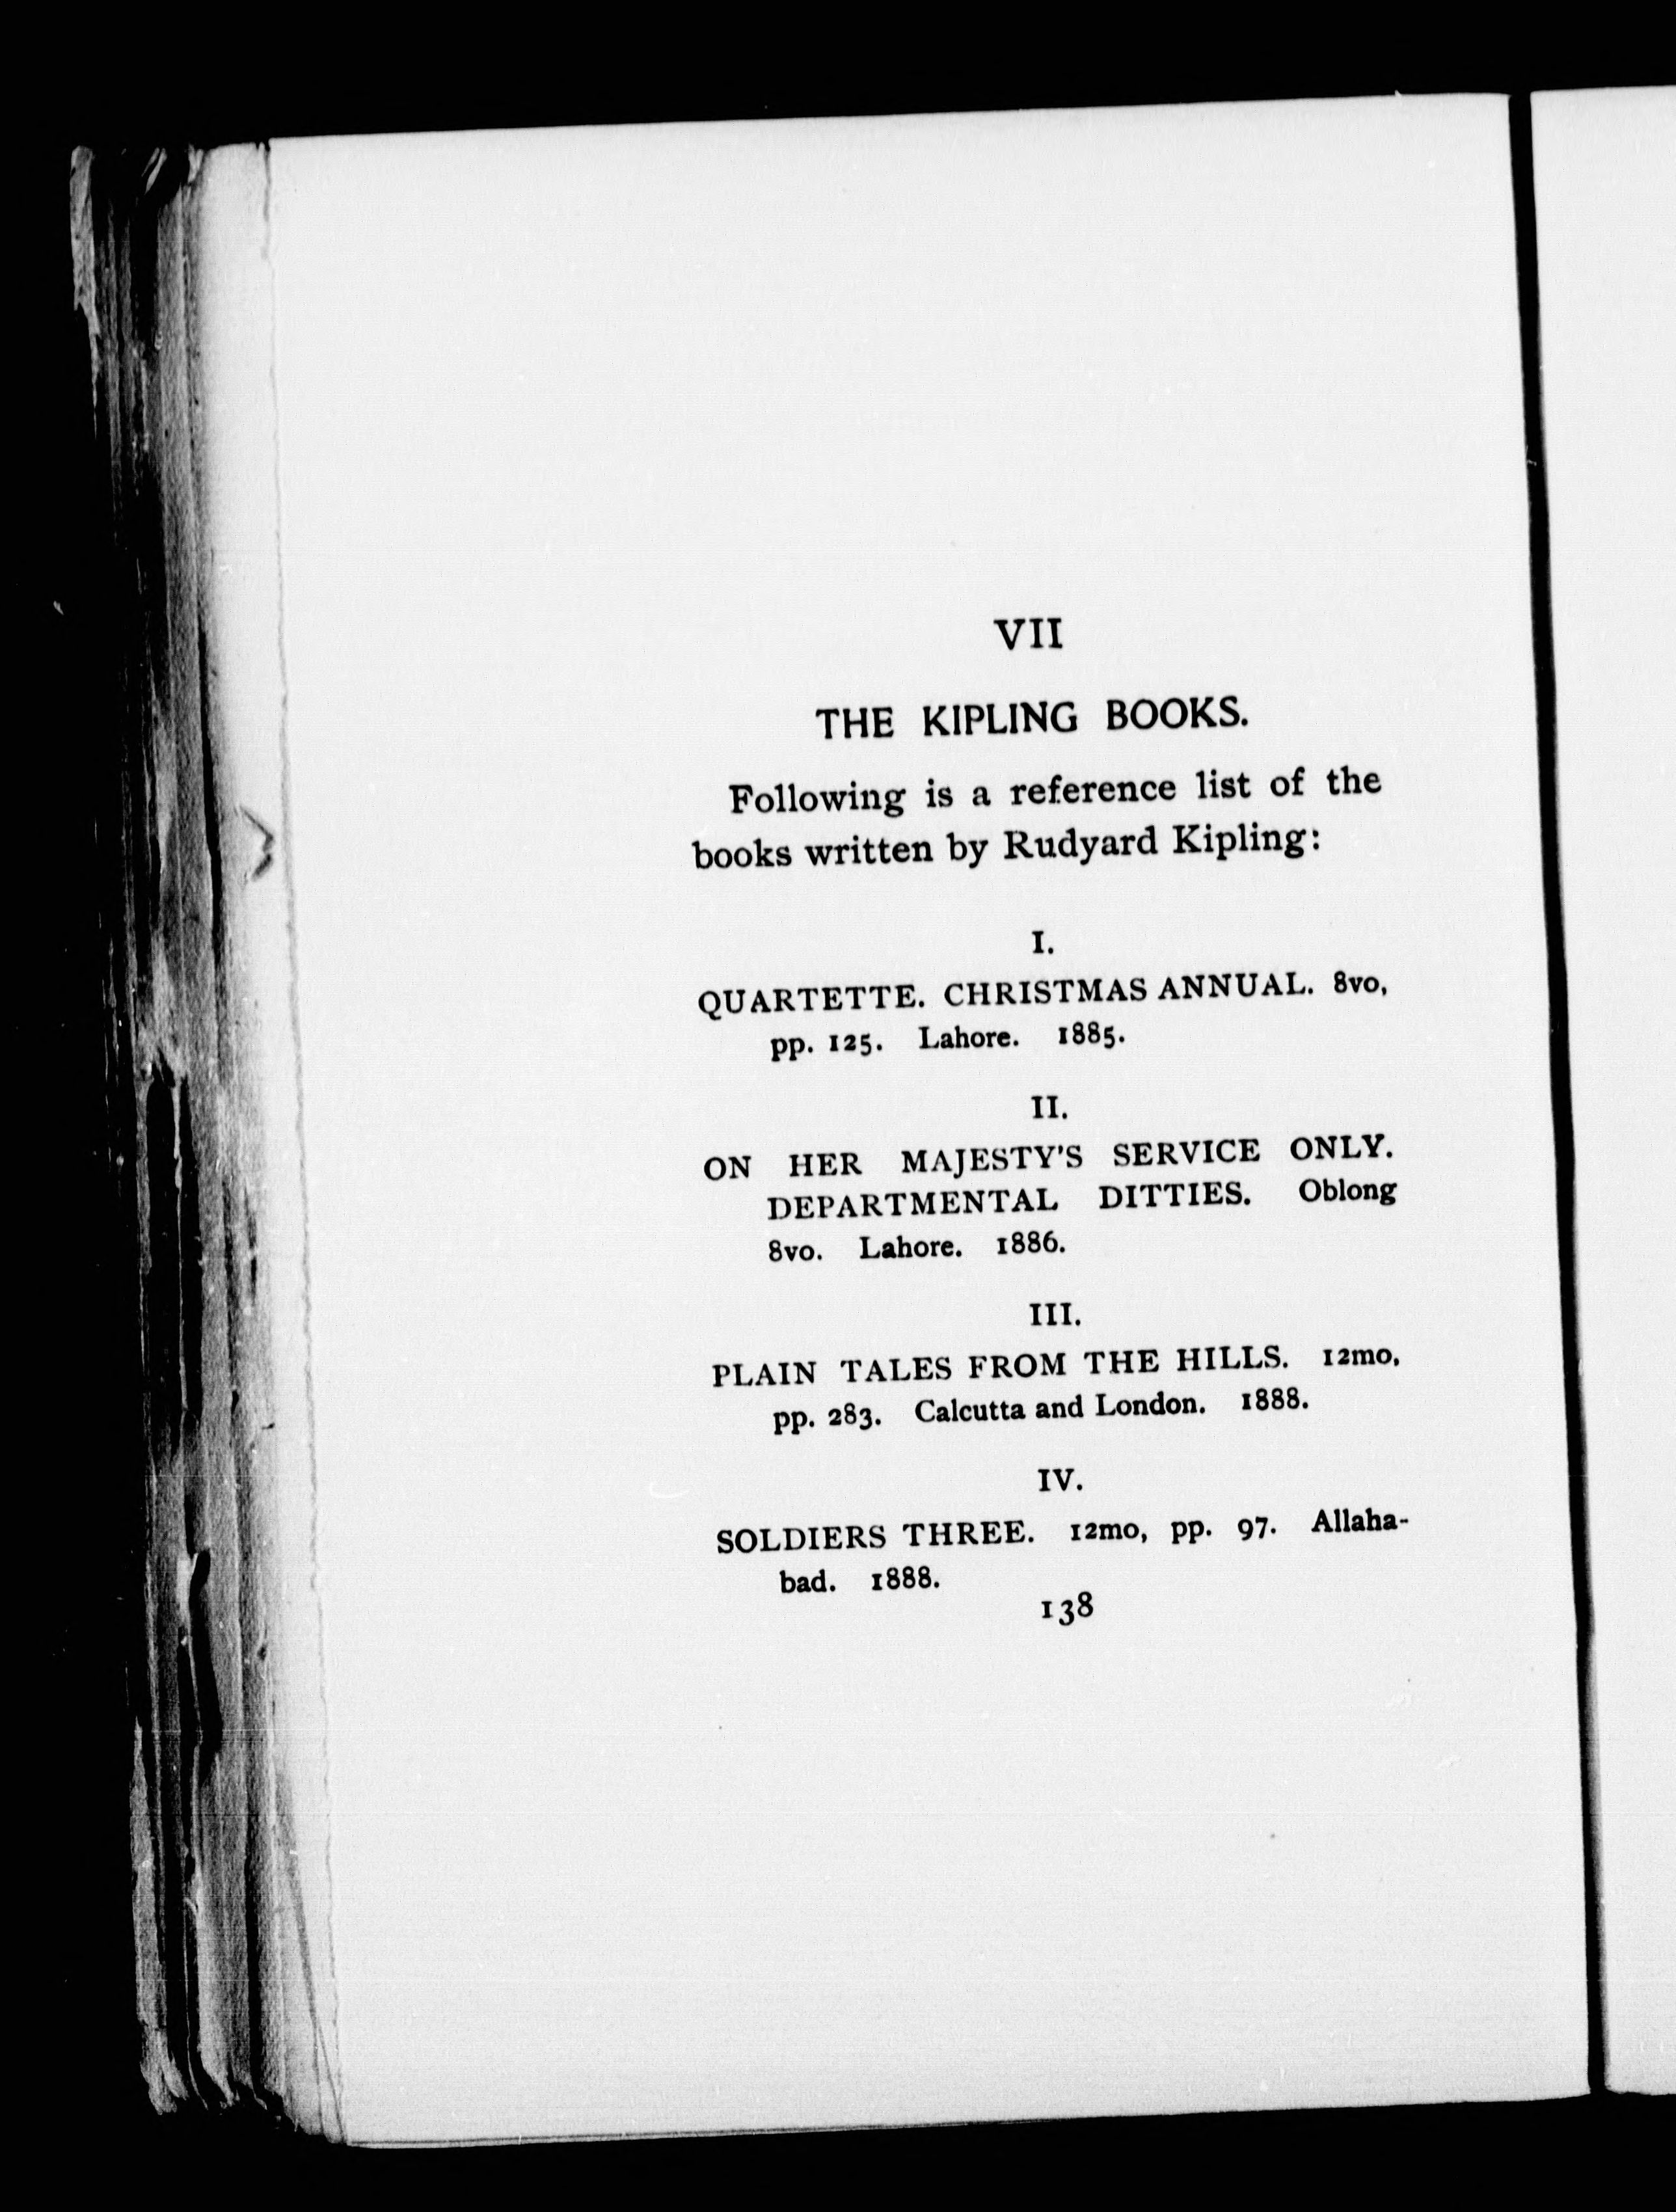 VII
THE KIPLING BOOKS.
Following is a reference list of the
books written by Rudyard Kipling:
I.
QUARTETTE. CHRISTMAS ANNUAL. 8vo,
pp. 125. Lahore. 1885.
II.
ON HER MAJESTY'S SERVICE ONLY.
DEPARTMENTAL DITTIES. Oblong
8vo. Lahore. 1886.
III.
PLAIN TALES FROM THE HILLS. 12mo,
pp. 283. Calcutta and London. 1888.
IV.
SOLDIERS THREE. 12mo, pp. 97. Allaha-
bad. 1888.
138